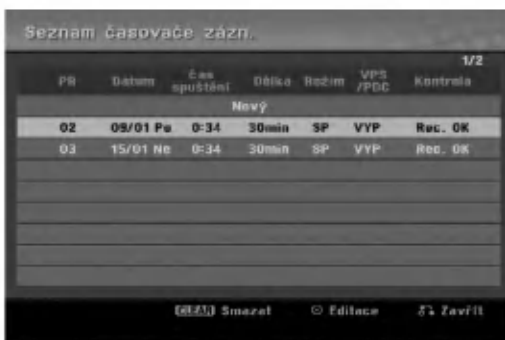 Seznam časovače zázn.
1/2
PR Datum Čas spuštění Délka Režim VPS /PDC Kontrola
Nový
02 09/01 Pe 0:34 30min SP VYP Rec. OK
03 15/01 Ne 0:34 30min SP VYP Rec. OK
CLEAR Smazat ⊙ Editace Zavřít